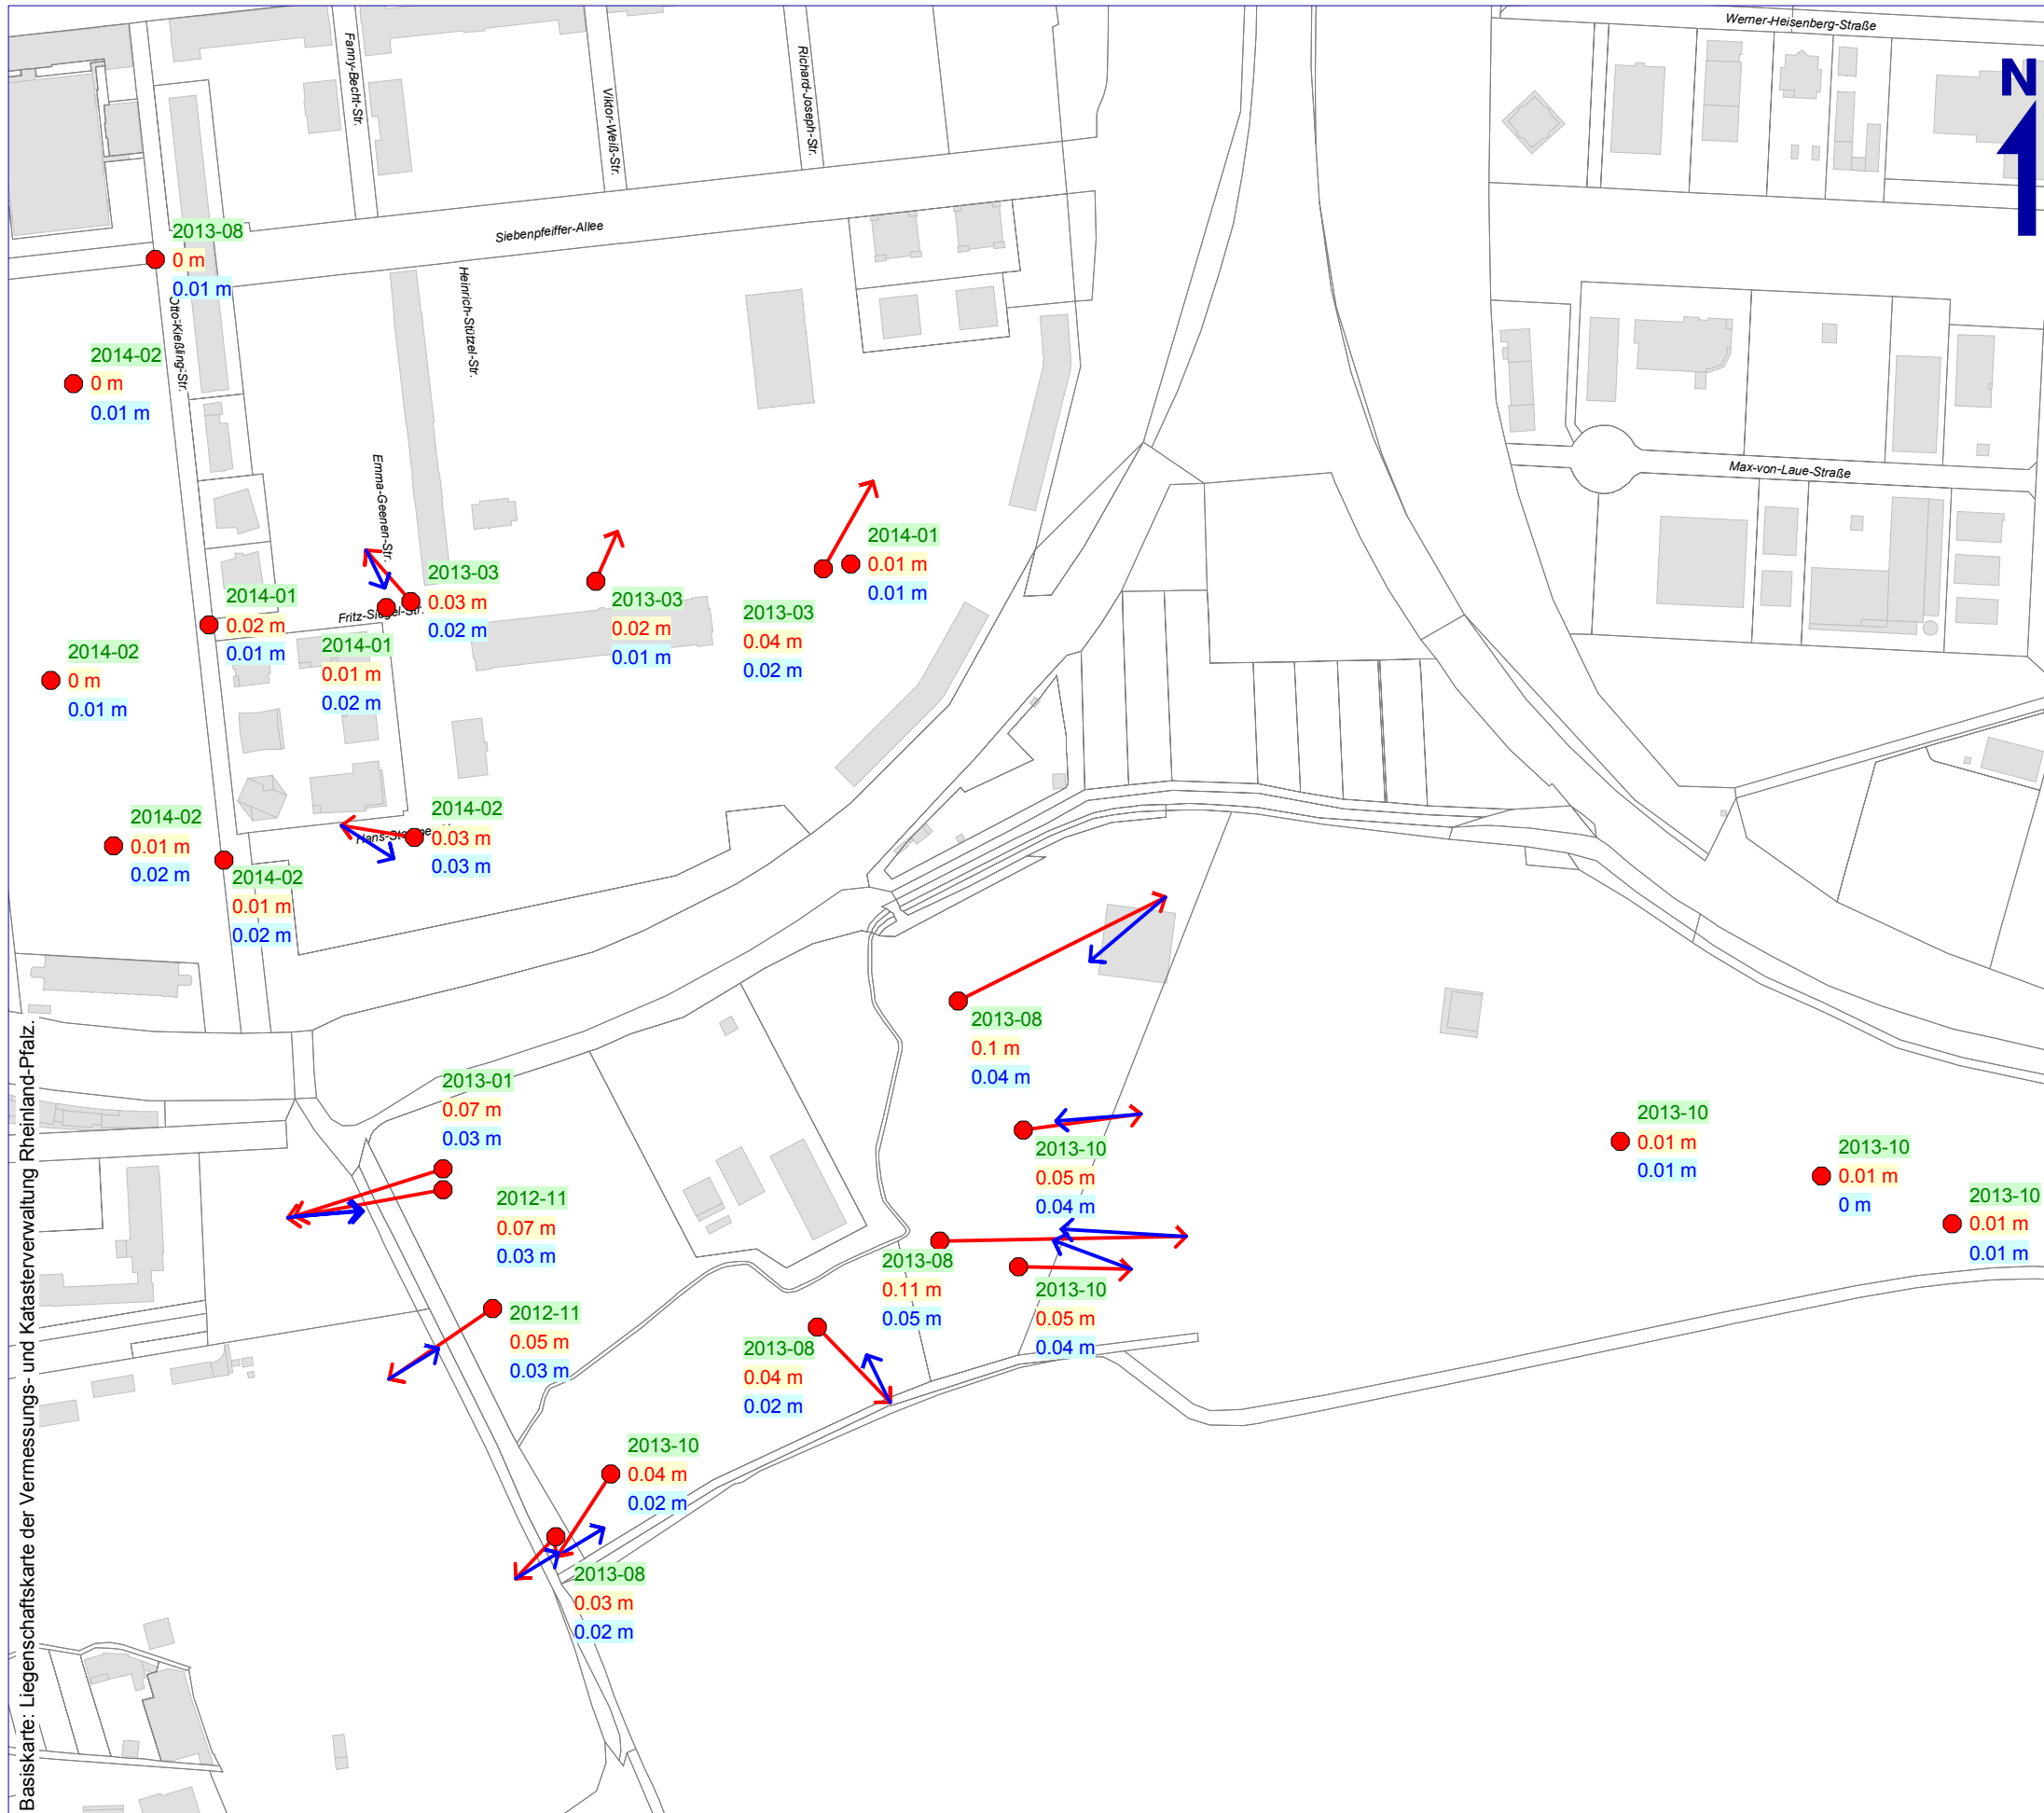 Werner-Heisenberg-Straße
N
Fanny-Becht-Str.
Viktor-Weiß-Str.
Richard-Joseph-Str.
Siebenpfeiffer-Allee
2013-08
0 m
0.01 m
Otto-Kießling-Str.
Heinrich-Stützel-Str.
2014-02
0 m
0.01 m
Emma-Geenen-Str.
Max-von-Laue-Straße
2014-01
0.01 m
0.01 m
2013-03
0.03 m
0.02 m
2014-01
0.02 m
0.01 m
2013-03
0.02 m
0.01 m
2013-03
0.04 m
0.02 m
2014-01
0.01 m
0.02 m
2014-02
0 m
0.01 m
2014-02
0.03 m
0.03 m
2014-02
0.01 m
0.02 m
2014-02
0.01 m
0.02 m
2013-08
0.1 m
0.04 m
2013-01
0.07 m
0.03 m
2013-10
0.01 m
0.01 m
2013-10
0.05 m
0.04 m
2013-10
0.01 m
0 m
2012-11
0.07 m
0.03 m
2013-10
0.01 m
0.01 m
2013-08
0.11 m
0.05 m
2013-10
0.05 m
0.04 m
2012-11
0.05 m
0.03 m
2013-08
0.04 m
0.02 m
2013-10
0.04 m
0.02 m
2013-08
0.03 m
0.02 m
Basiskarte: Liegenschaftskarte der Vermessungs- und Katasterverwaltung Rheinland-Pfalz.